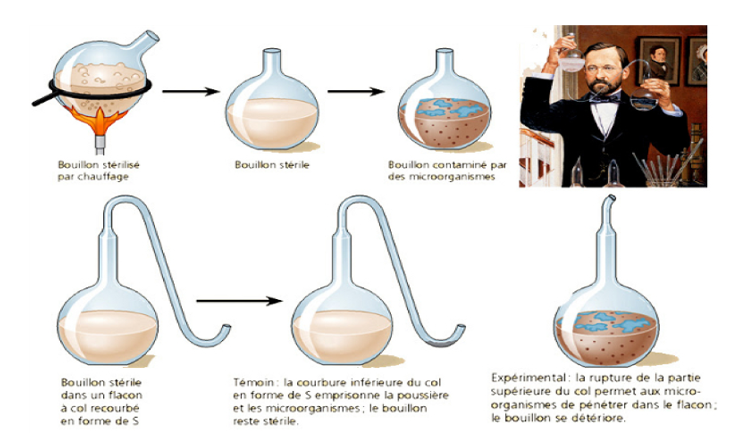 Bouillon stérilisé
par chauffage
Bouillon stérile
Bouillon contaminé par
des microorganismes
Bouillon stérile
dans un flacon
à col recourbé
en forme de S
Témoin : la courbure inférieure du col
en forme de S emprisonne la poussière
et les microorganismes ; le bouillon
reste stérile.
Expérimental : la rupture de la partie
supérieure du col permet aux micro-
organismes de pénétrer dans le flacon ;
le bouillon se détériore.